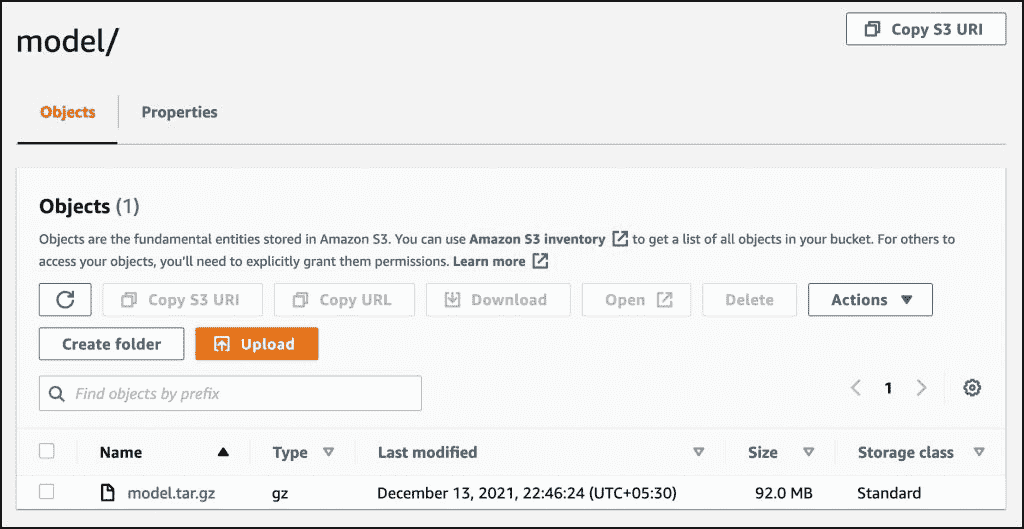 model/
Copy S3 URI
Objects
Properties
Objects (1)
Objects are the fundamental entities stored in Amazon S3. You can use Amazon S3 inventory to get a list of all objects in your bucket. For others to
access your objects, you'll need to explicitly grant them permissions. Learn more
Copy S3 URI
Copy URL
Download
Open
Delete
Actions
Create folder
Upload
Find objects by prefix
1
Name Type Last modified Size Storage class
model.tar.gz gz December 13, 2021, 22:46:24 (UTC+05:30) 92.0 MB Standard